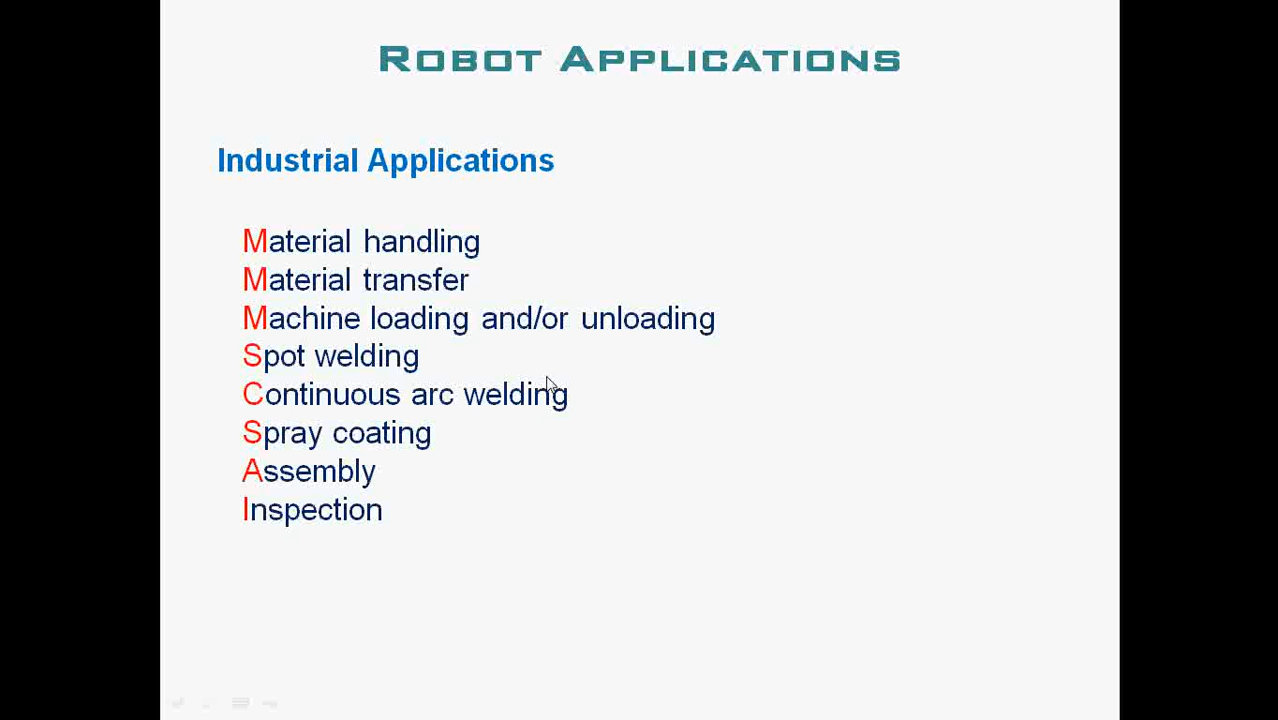 Robot Applications
Industrial Applications
Material handling
Material transfer
Machine loading and/or unloading
Spot welding
Continuous arc welding
Spray coating
Assembly
Inspection